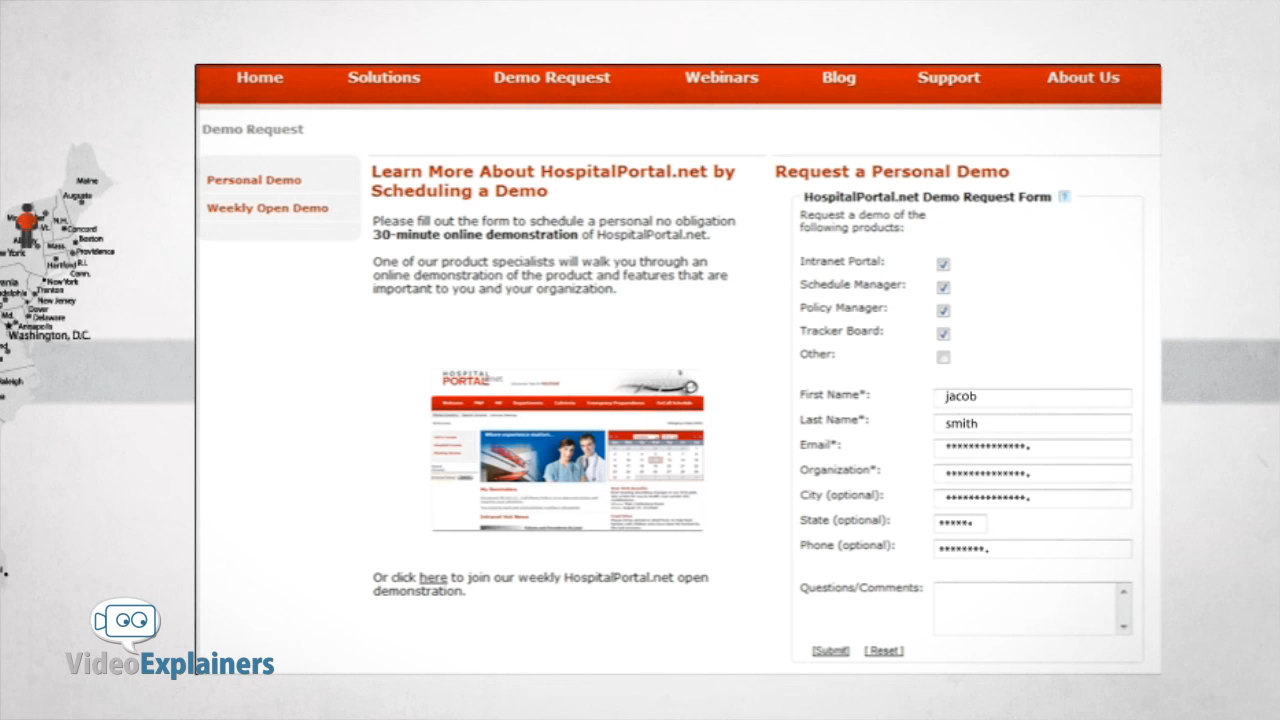 Home Solutions Demo Request Webinars Blog Support About Us
Demo Request
Personal Demo
Weekly Open Demo
Learn More About HospitalPortal.net by
Scheduling a Demo
Please fill out the form to schedule a personal no obligation
30-minute online demonstration of HospitalPortal.net.
One of our product specialists will walk you through an
online demonstration of the product and features that are
important to you and your organization.
HOSPITAL
PORTAL.net
Or click here to join our weekly HospitalPortal.net open
demonstration.
Request a Personal Demo
HospitalPortal.net Demo Request Form ?
Request a demo of the
following products:
Intranet Portal:
Schedule Manager:
Policy Manager:
Tracker Board:
Other:
First Name*: jacob
Last Name*: smith
Email*: **************.
Organization*: **************.
City (optional): **************.
State (optional): *****.
Phone (optional): ********.
Questions/Comments:
[Submit] [Reset]
Maine
Augusta
N.H.
Vt.
Concord
Boston
Mass.
Providence
Hartford R.I.
Conn.
New York
Trenton
New Jersey
Dover
Delaware
Md.
Annapolis
Washington, D.C.
VideoExplainers